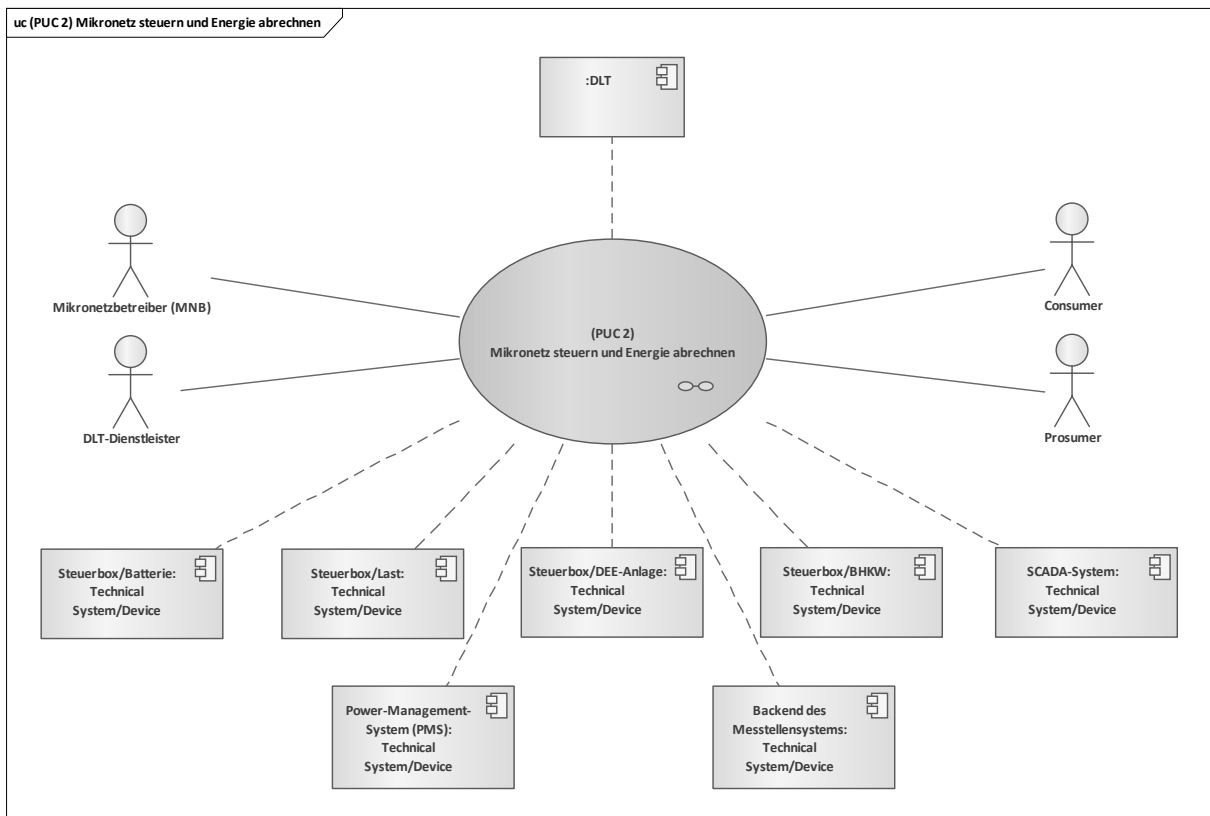 uc (PUC 2) Mikronetz steuern und Energie abrechnen
:DLT
Mikronetzbetreiber (MNB)
Consumer
(PUC 2)
Mikronetz steuern und Energie abrechnen
DLT-Dienstleister
Prosumer
Steuerbox/Batterie:
Technical
System/Device
Steuerbox/Last:
Technical
System/Device
Steuerbox/DEE-Anlage:
Technical
System/Device
Steuerbox/BHKW:
Technical
System/Device
SCADA-System:
Technical
System/Device
Power-Management-
System (PMS):
Technical
System/Device
Backend des
Messtellensystems:
Technical
System/Device